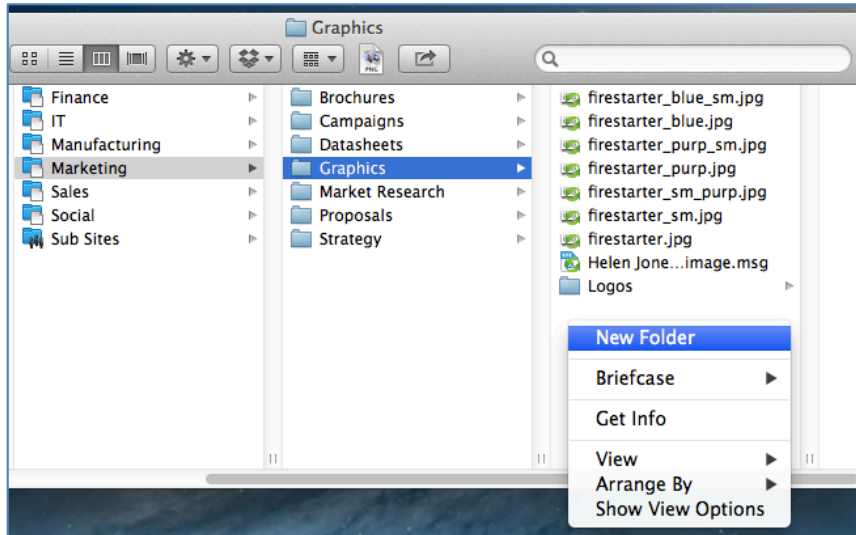 Graphics
PNG
Finance
IT
Manufacturing
Marketing
Sales
Social
Sub Sites
Brochures
Campaigns
Datasheets
Graphics
Market Research
Proposals
Strategy
firestarter_blue_sm.jpg
firestarter_blue.jpg
firestarter_purp_sm.jpg
firestarter_purp.jpg
firestarter_sm_purp.jpg
firestarter_sm.jpg
firestarter.jpg
Helen Jone...image.msg
Logos
New Folder
Briefcase
Get Info
View
Arrange By
Show View Options